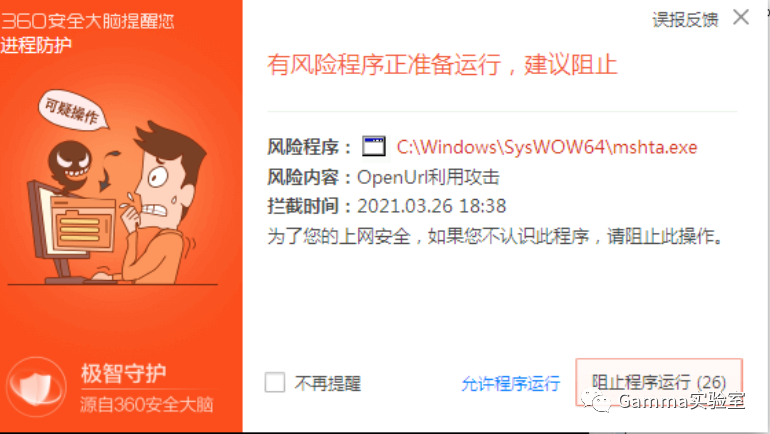 360安全大脑提醒您
进程防护
误报反馈
有风险程序正准备运行，建议阻止
可疑操作
风险程序： C:\Windows\SysWOW64\mshta.exe
风险内容：OpenUrl利用攻击
拦截时间：2021.03.26 18:38
为了您的上网安全，如果您不认识此程序，请阻止此操作。
极智守护
源自360安全大脑
不再提醒
允许程序运行
阻止程序运行 (26)
Gamma实验室